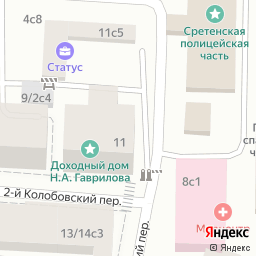 4с8
11с5
Сретенская
полицейская
часть
Статус
9/2с4
11
Доходный дом
Н.А. Гаврилова
2-й Колобовский пер.
8с1
13/14с3
пер.
Яндекс